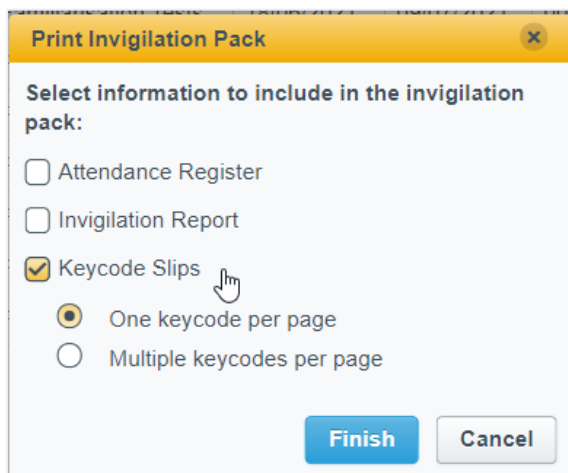 Print Invigilation Pack
Select information to include in the invigilation
pack:
Attendance Register
Invigilation Report
Keycode Slips
One keycode per page
Multiple keycodes per page
Finish
Cancel